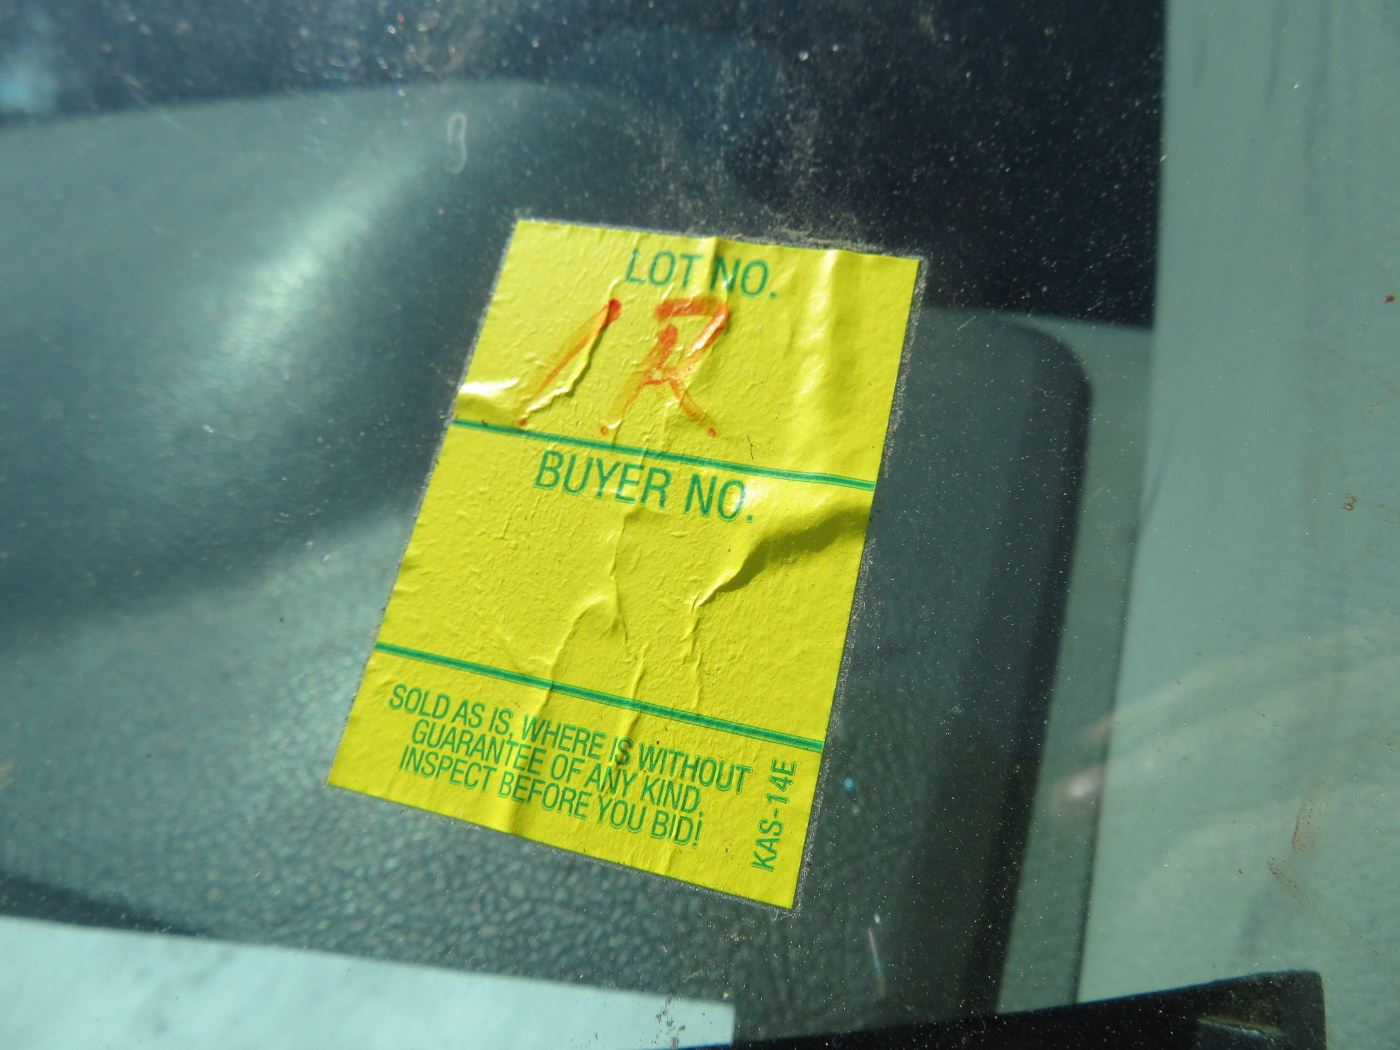 LOT NO.
1R
BUYER NO.
SOLD AS IS, WHERE IS WITHOUT
GUARANTEE OF ANY KIND,
INSPECT BEFORE YOU BID!
KAS-14E